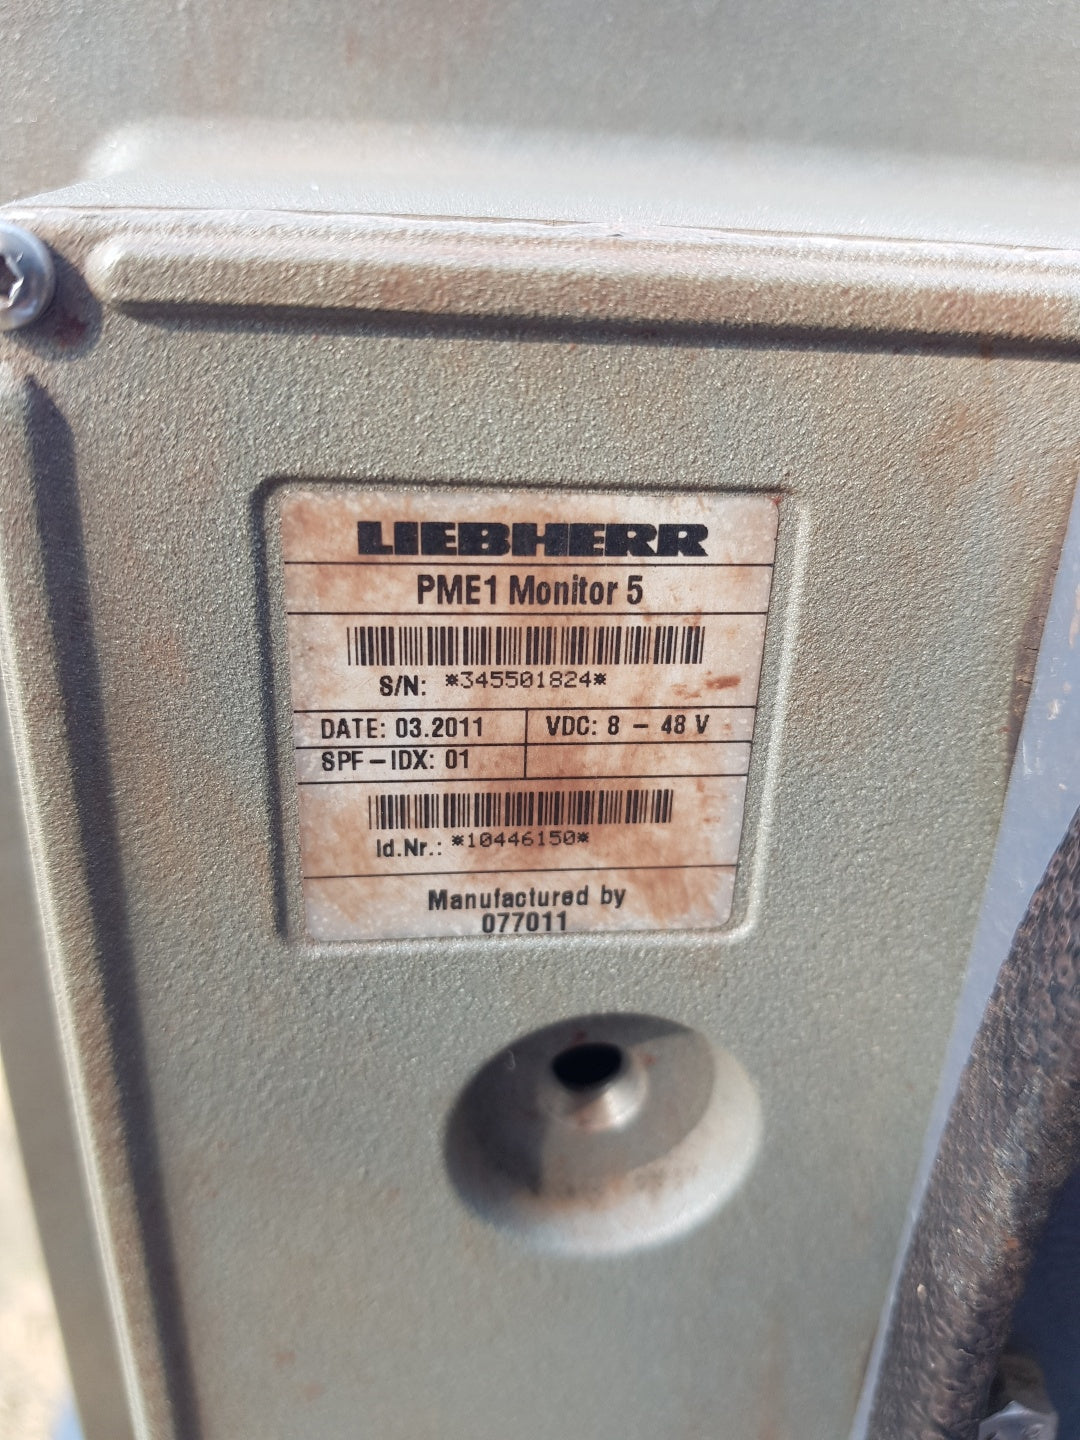 LIEBHERR
PME1 Monitor 5
S/N: *345501824*
DATE: 03.2011 VDC: 8 – 48 V
SPF–IDX: 01
Id.Nr.: *10446150*
Manufactured by
077011